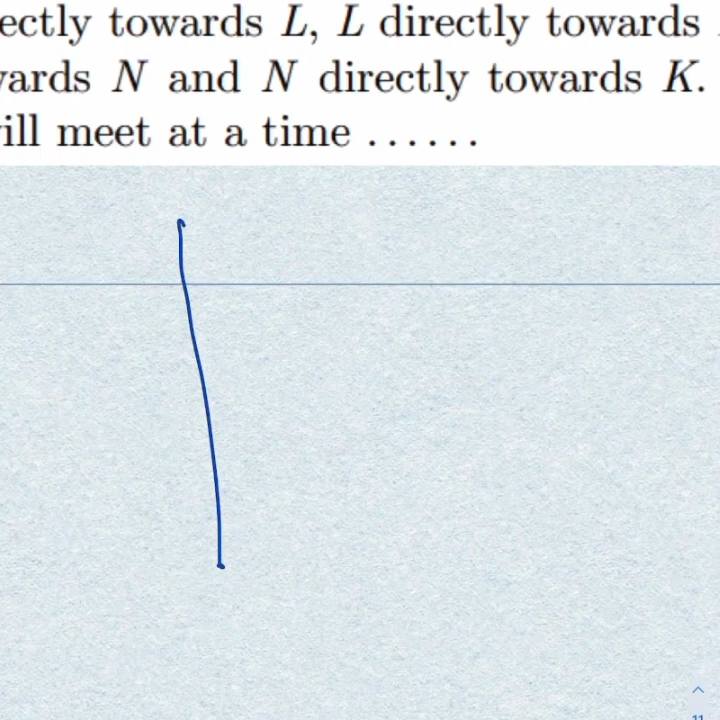 ectly towards L, L directly towards
wards N and N directly towards K.
ill meet at a time ......